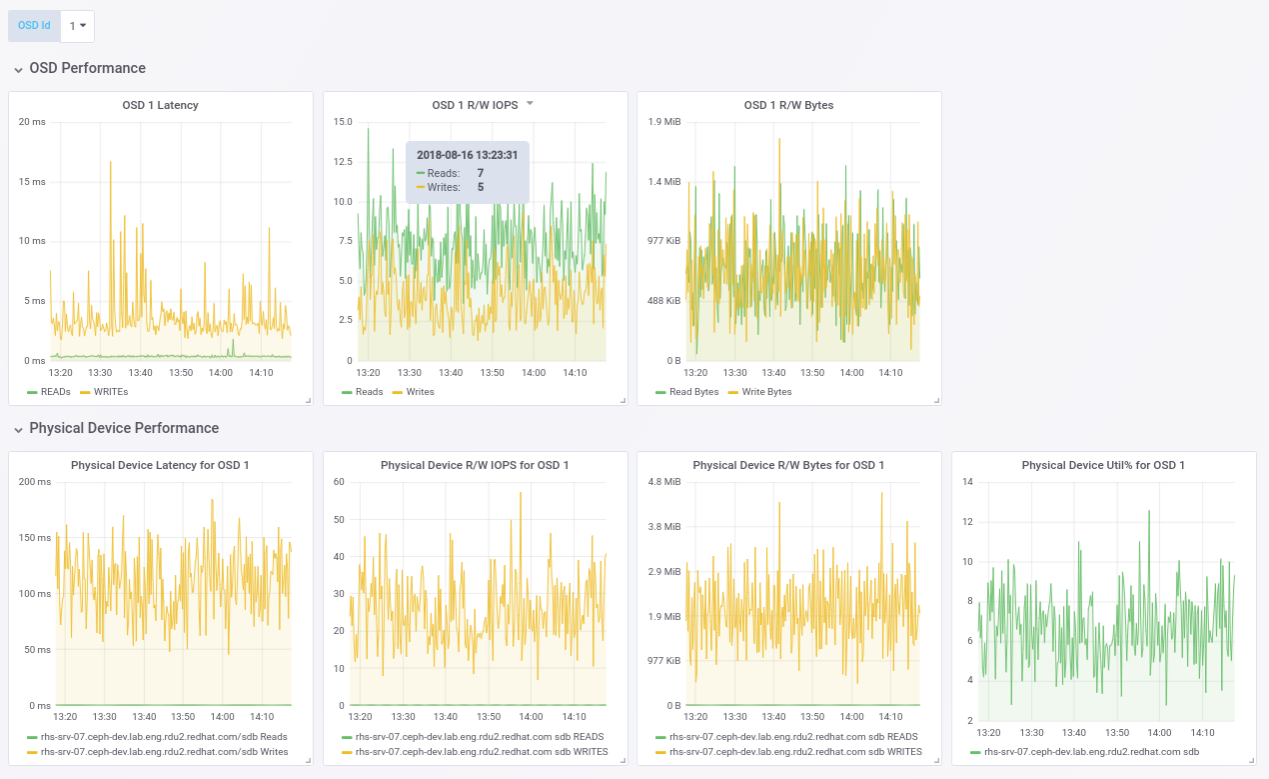 OSD Id 1
OSD Performance
OSD 1 Latency
20 ms
15 ms
10 ms
5 ms
0 ms
13:20 13:30 13:40 13:50 14:00 14:10
READs WRITEs
OSD 1 R/W IOPS
15.0
12.5
10.0
7.5
5.0
2.5
0
2018-08-16 13:23:31
Reads: 7
Writes: 5
13:20 13:30 13:40 13:50 14:00 14:10
Reads Writes
OSD 1 R/W Bytes
1.9 MiB
1.4 MiB
977 KiB
488 KiB
0 B
13:20 13:30 13:40 13:50 14:00 14:10
Read Bytes Write Bytes
Physical Device Performance
Physical Device Latency for OSD 1
200 ms
150 ms
100 ms
50 ms
0 ms
13:20 13:30 13:40 13:50 14:00 14:10
rhs-srv-07.ceph-dev.lab.eng.rdu2.redhat.com/sdb Reads
rhs-srv-07.ceph-dev.lab.eng.rdu2.redhat.com/sdb Writes
Physical Device R/W IOPS for OSD 1
60
50
40
30
20
10
0
13:20 13:30 13:40 13:50 14:00 14:10
rhs-srv-07.ceph-dev.lab.eng.rdu2.redhat.com sdb READS
rhs-srv-07.ceph-dev.lab.eng.rdu2.redhat.com sdb WRITES
Physical Device R/W Bytes for OSD 1
4.8 MiB
3.8 MiB
2.9 MiB
1.9 MiB
977 KiB
0 B
13:20 13:30 13:40 13:50 14:00 14:10
rhs-srv-07.ceph-dev.lab.eng.rdu2.redhat.com sdb READS
rhs-srv-07.ceph-dev.lab.eng.rdu2.redhat.com sdb WRITES
Physical Device Util% for OSD 1
14
12
10
8
6
4
2
13:20 13:30 13:40 13:50 14:00 14:10
rhs-srv-07.ceph-dev.lab.eng.rdu2.redhat.com sdb